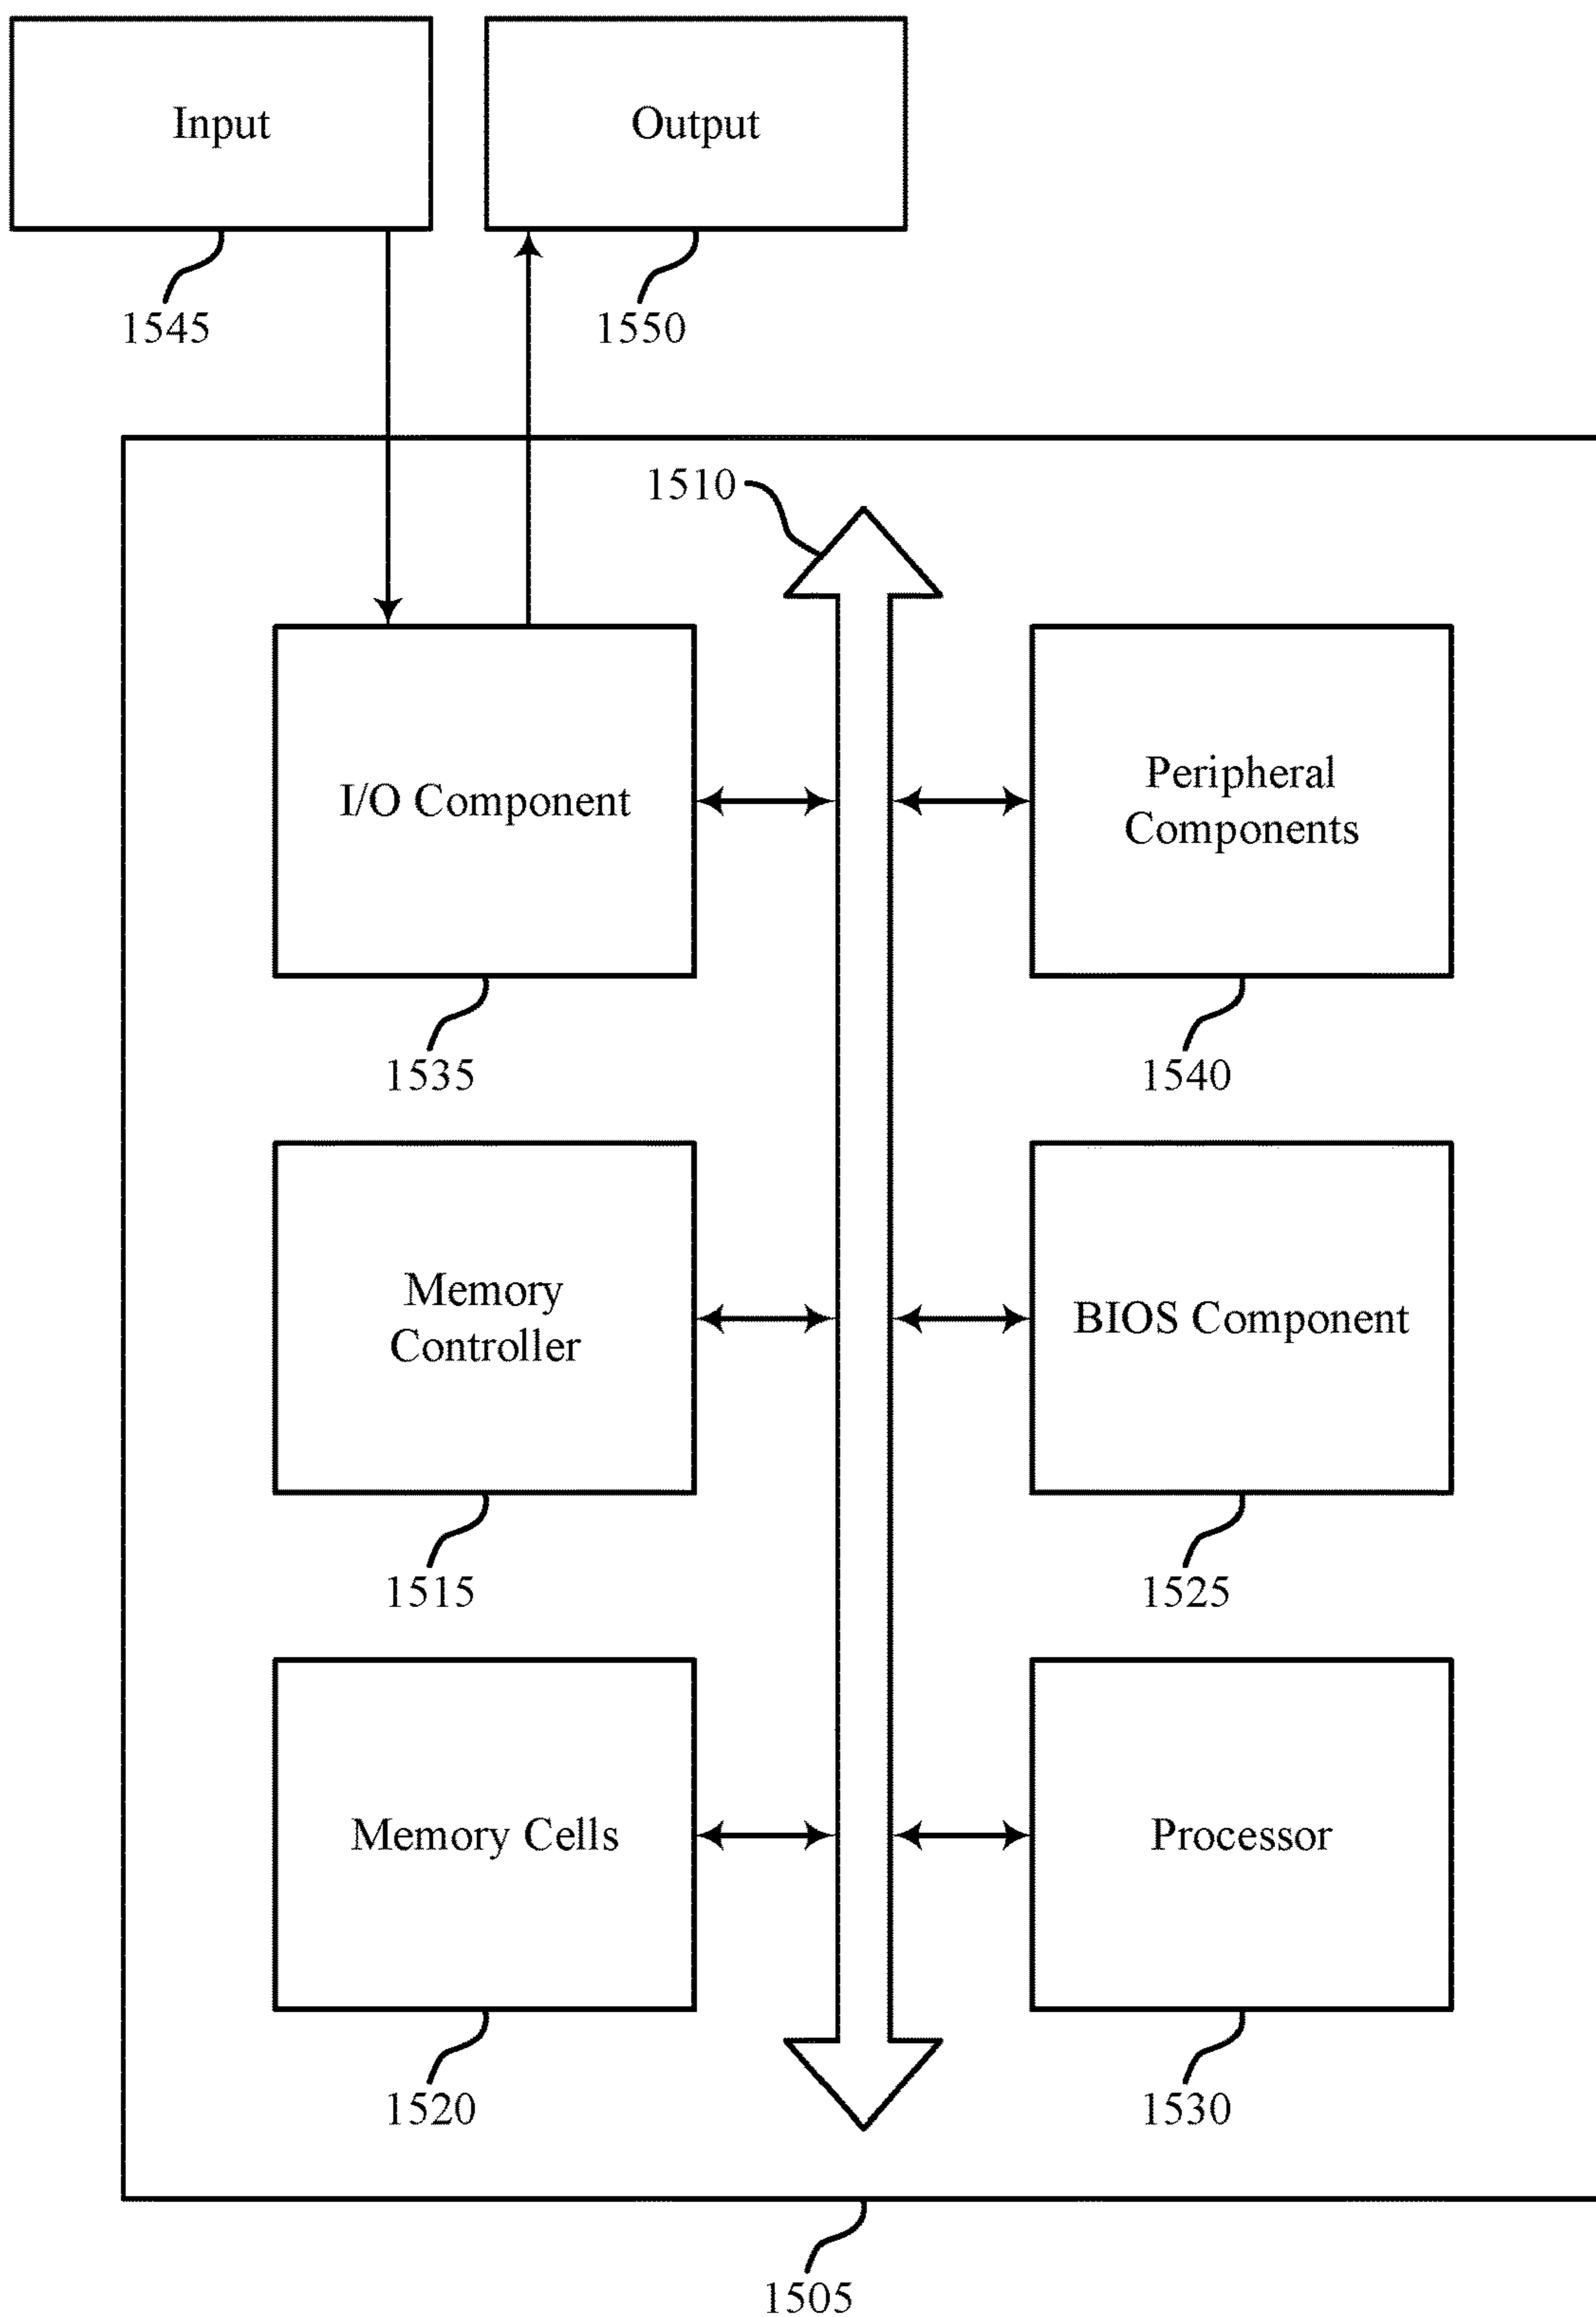 Input
Output
1545
1550
1510
I/O Component
Peripheral
Components
1535
1540
Memory
Controller
BIOS Component
1515
1525
Memory Cells
Processor
1520
1530
1505